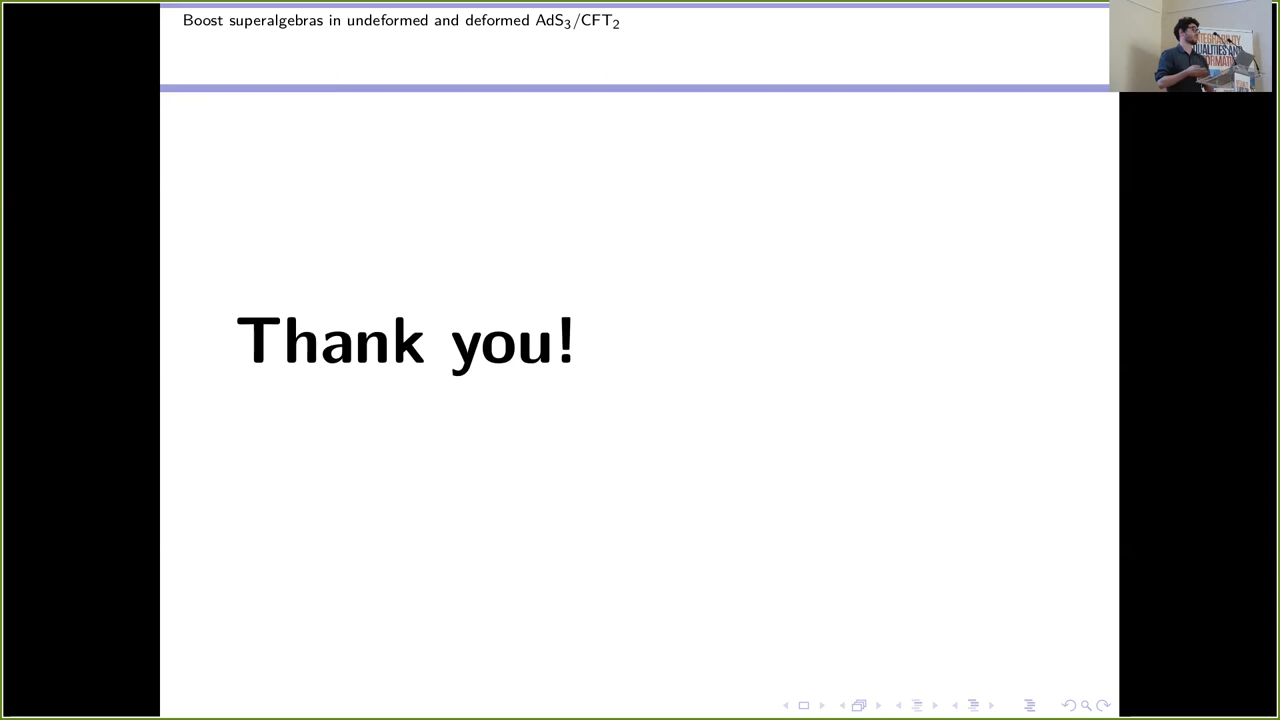 Boost superalgebras in undeformed and deformed AdS₃/CFT₂
Thank you!